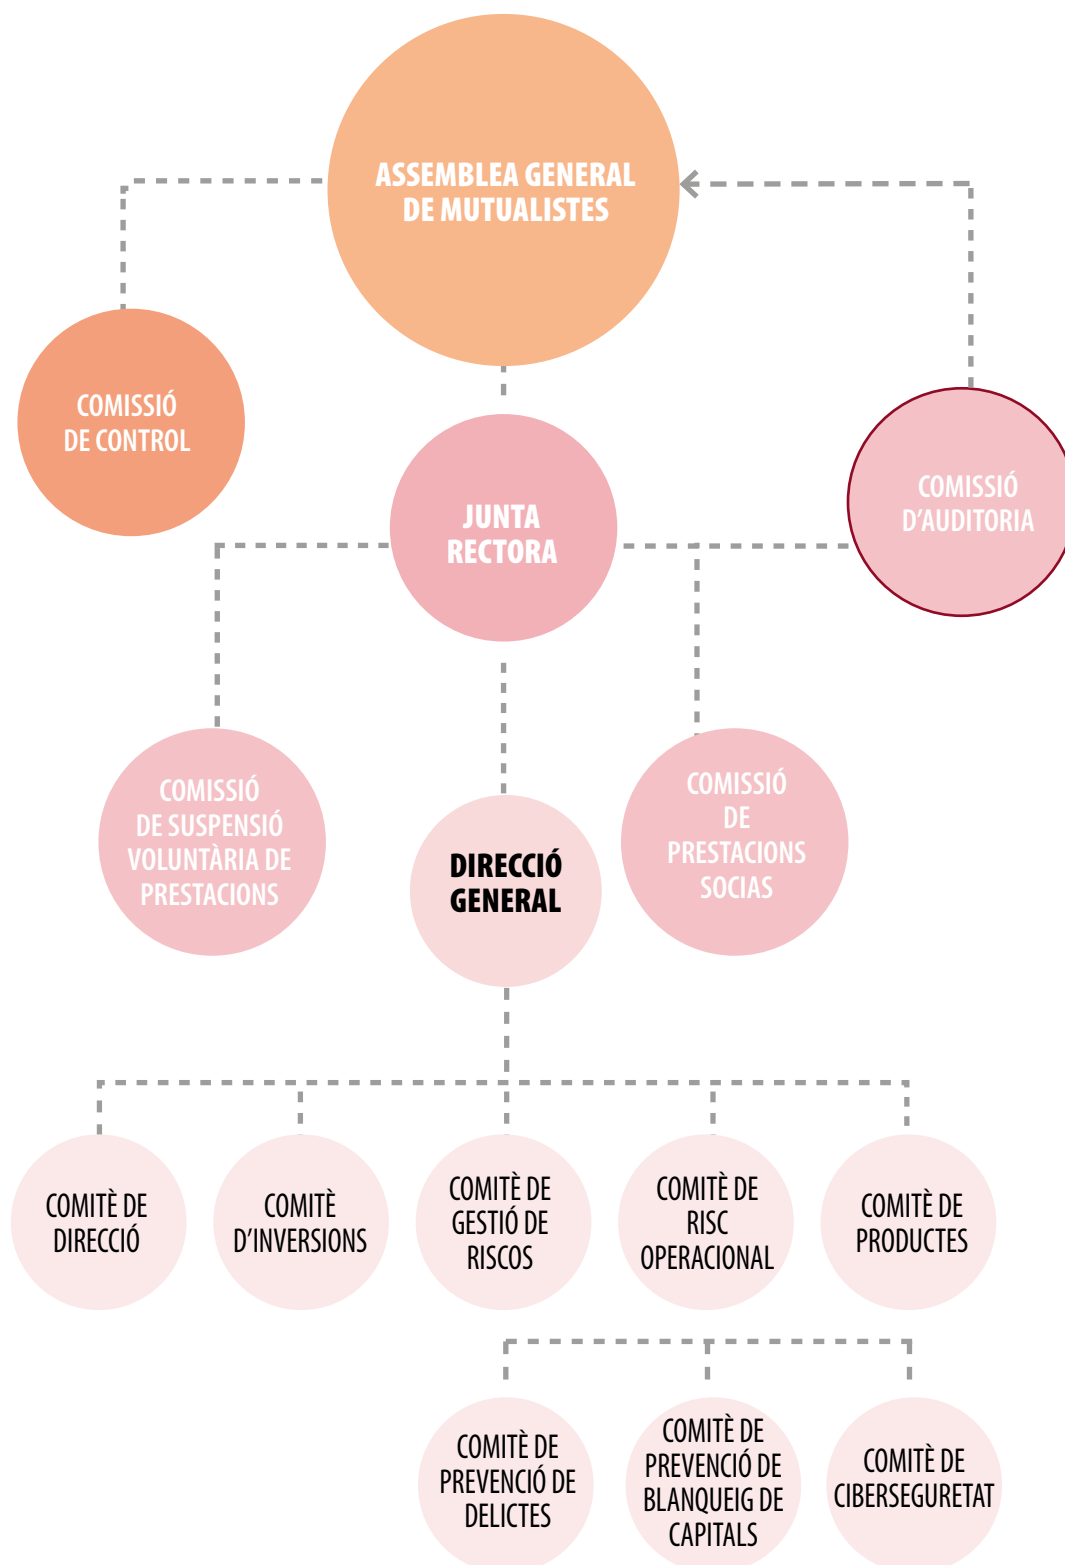 ASSEMBLEA GENERAL
DE MUTUALISTES
COMISSIÓ
DE CONTROL
JUNTA
RECTORA
COMISSIÓ
D’AUDITORIA
COMISSIÓ
DE SUSPENSIÓ
VOLUNTÀRIA DE
PRESTACIONS
DIRECCIÓ
GENERAL
COMISSIÓ
DE
PRESTACIONS
SOCIAS
COMITÈ DE
DIRECCIÓ
COMITÈ
D’INVERSIONS
COMITÈ DE
GESTIÓ DE
RISCOS
COMITÈ DE
RISC
OPERACIONAL
COMITÈ DE
PRODUCTES
COMITÈ DE
PREVENCIÓ DE
DELICTES
COMITÈ DE
PREVENCIÓ DE
BLANQUEIG DE
CAPITALS
COMITÈ DE
CIBERSEGURETAT